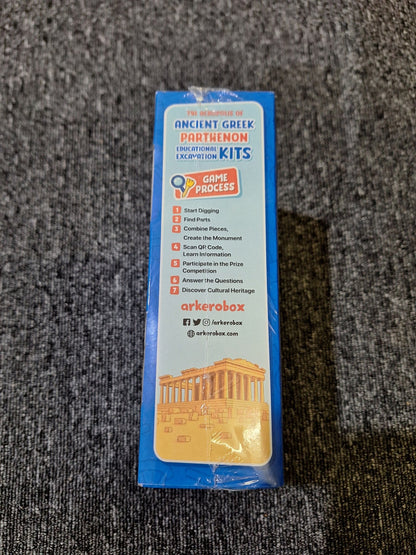 THE ACROPOLIS OF
ANCIENT GREEK
PARTHENON
EDUCATIONAL
EXCAVATION KITS
GAME
PROCESS
1 Start Digging
2 Find Parts
3 Combine Pieces,
Create the Monument
4 Scan QR Code,
Learn Information
5 Participate in the Prize
Competition
6 Answer the Questions
7 Discover Cultural Heritage
arkerobox
/arkerobox
arkerobox.com